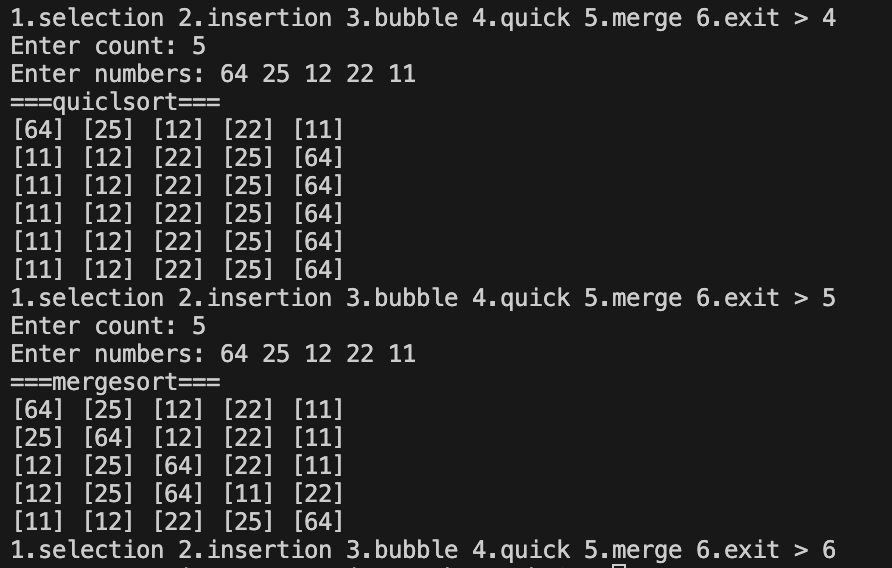 1.selection 2.insertion 3.bubble 4.quick 5.merge 6.exit > 4
Enter count: 5
Enter numbers: 64 25 12 22 11
===quiclsort===
[64] [25] [12] [22] [11]
[11] [12] [22] [25] [64]
[11] [12] [22] [25] [64]
[11] [12] [22] [25] [64]
[11] [12] [22] [25] [64]
[11] [12] [22] [25] [64]
1.selection 2.insertion 3.bubble 4.quick 5.merge 6.exit > 5
Enter count: 5
Enter numbers: 64 25 12 22 11
===mergesort===
[64] [25] [12] [22] [11]
[25] [64] [12] [22] [11]
[12] [25] [64] [22] [11]
[12] [25] [64] [11] [22]
[11] [12] [22] [25] [64]
1.selection 2.insertion 3.bubble 4.quick 5.merge 6.exit > 6